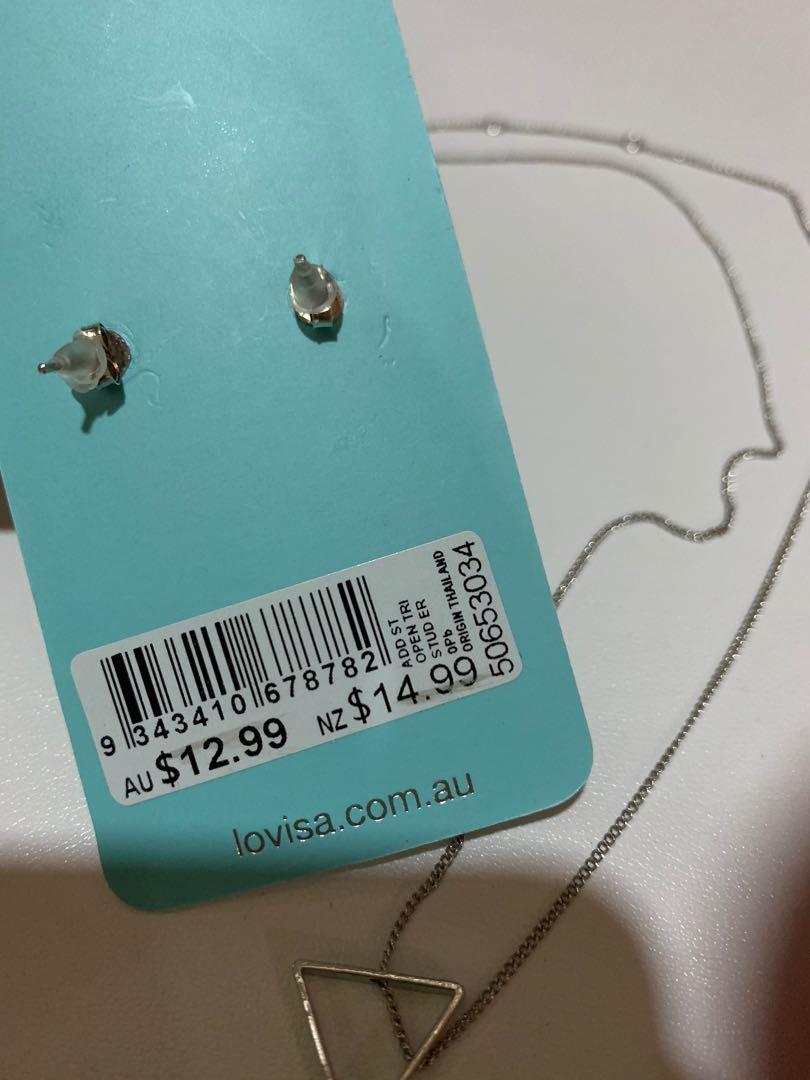 9 343410 678782
AU $12.99
NZ $14.99
ADD ST
OPEN TRI
STUD ER
0Pb
ORIGIN THAILAND
50653034
lovisa.com.au